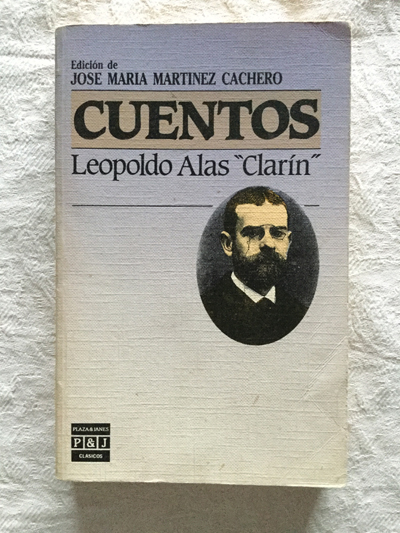 Edición de
JOSE MARIA MARTINEZ CACHERO
CUENTOS
Leopoldo Alas "Clarín"
PLAZA & JANES
P & J
CLASICOS